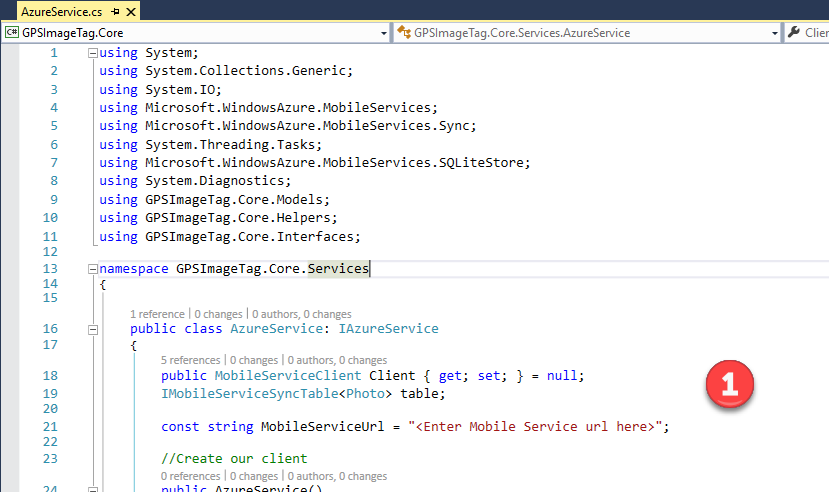 AzureService.cs
C# GPSImageTag.Core GPSImageTag.Core.Services.AzureService Clien
1 using System;
2 using System.Collections.Generic;
3 using System.IO;
4 using Microsoft.WindowsAzure.MobileServices;
5 using Microsoft.WindowsAzure.MobileServices.Sync;
6 using System.Threading.Tasks;
7 using Microsoft.WindowsAzure.MobileServices.SQLiteStore;
8 using System.Diagnostics;
9 using GPSImageTag.Core.Models;
10 using GPSImageTag.Core.Helpers;
11 using GPSImageTag.Core.Interfaces;
12
13 namespace GPSImageTag.Core.Services
14 {
15
1 reference | 0 changes | 0 authors, 0 changes
16 public class AzureService: IAzureService
17 {
5 references | 0 changes | 0 authors, 0 changes
18 public MobileServiceClient Client { get; set; } = null;
19 IMobileServiceSyncTable<Photo> table;
1
20
21 const string MobileServiceUrl = "<Enter Mobile Service url here>";
22
23 //Create our client
0 references | 0 changes | 0 authors, 0 changes
24 public AzureService()